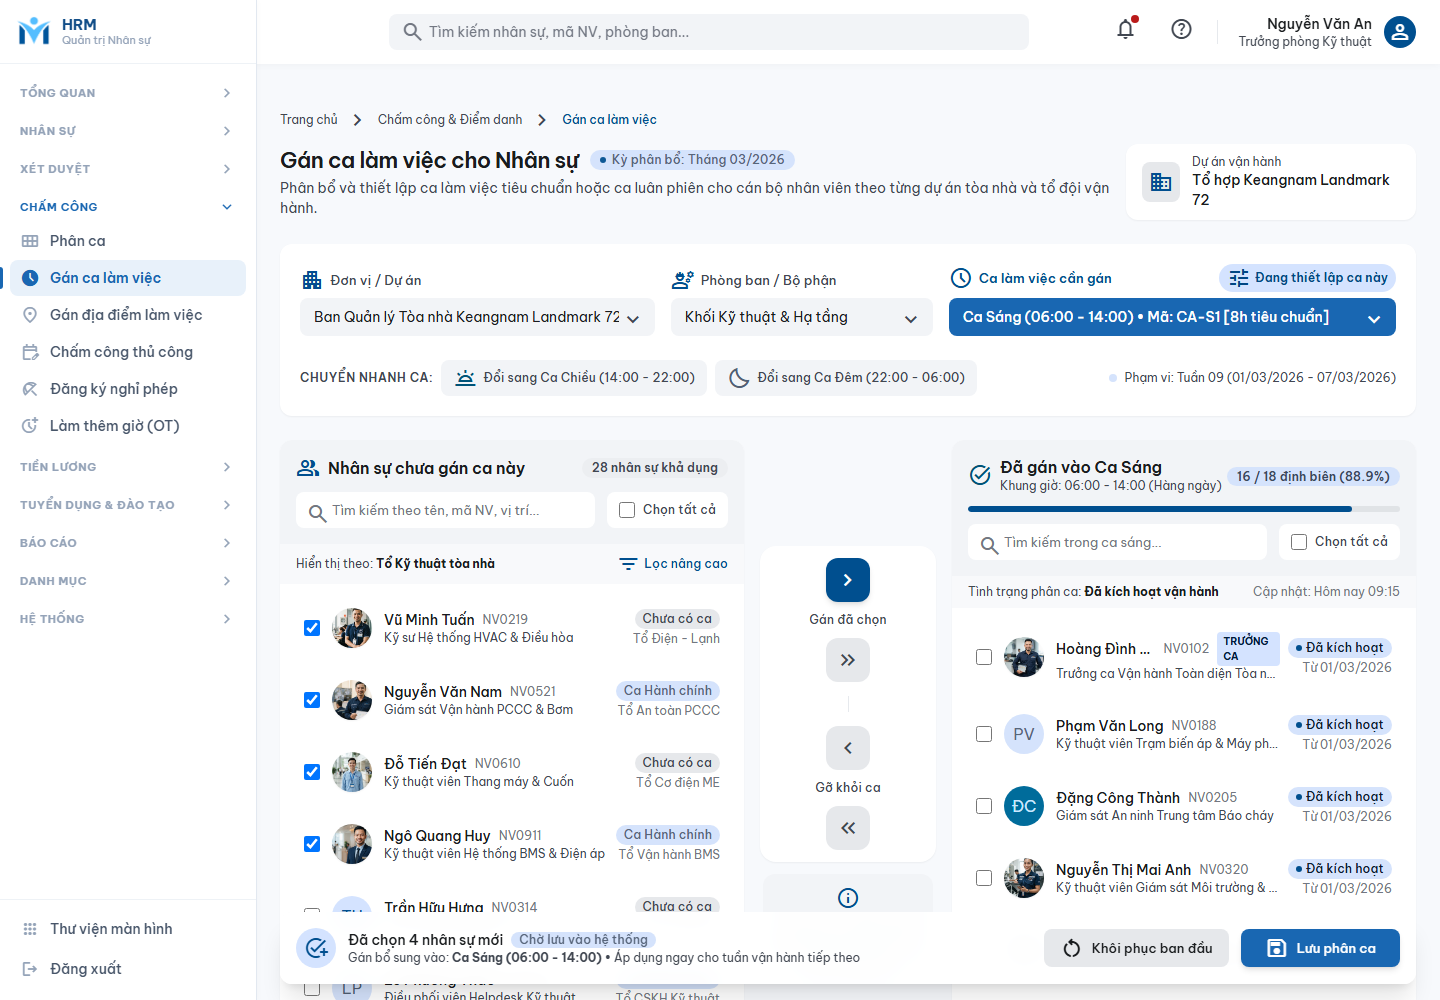 HRM
Quản trị Nhân sự
Tìm kiếm nhân sự, mã NV, phòng ban...
Nguyễn Văn An
Trưởng phòng Kỹ thuật
TỔNG QUAN
NHÂN SỰ
XÉT DUYỆT
CHẤM CÔNG
Phân ca
Gán ca làm việc
Gán địa điểm làm việc
Chấm công thủ công
Đăng ký nghỉ phép
Làm thêm giờ (OT)
TIỀN LƯƠNG
TUYỂN DỤNG & ĐÀO TẠO
BÁO CÁO
DANH MỤC
HỆ THỐNG
Thư viện màn hình
Đăng xuất
Trang chủ
Chấm công & Điểm danh
Gán ca làm việc
Gán ca làm việc cho Nhân sự
Kỳ phân bổ: Tháng 03/2026
Phân bổ và thiết lập ca làm việc tiêu chuẩn hoặc ca luân phiên cho cán bộ nhân viên theo từng dự án tòa nhà và tổ đội vận
hành.
Dự án vận hành
Tổ hợp Keangnam Landmark
72
Đơn vị / Dự án
Ban Quản lý Tòa nhà Keangnam Landmark 72
Phòng ban / Bộ phận
Khối Kỹ thuật & Hạ tầng
Ca làm việc cần gán
Đang thiết lập ca này
Ca Sáng (06:00 - 14:00) • Mã: CA-S1 [8h tiêu chuẩn]
CHUYỂN NHANH CA:
Đổi sang Ca Chiều (14:00 - 22:00)
Đổi sang Ca Đêm (22:00 - 06:00)
Phạm vi: Tuần 09 (01/03/2026 - 07/03/2026)
Nhân sự chưa gán ca này
28 nhân sự khả dụng
Tìm kiếm theo tên, mã NV, vị trí...
Chọn tất cả
Hiển thị theo: Tổ Kỹ thuật tòa nhà
Lọc nâng cao
Vũ Minh Tuấn NV0219
Chưa có ca
Kỹ sư Hệ thống HVAC & Điều hòa
Tổ Điện - Lạnh
Nguyễn Văn Nam NV0521
Ca Hành chính
Giám sát Vận hành PCCC & Bơm
Tổ An toàn PCCC
Đỗ Tiến Đạt NV0610
Chưa có ca
Kỹ thuật viên Thang máy & Cuốn
Tổ Cơ điện ME
Ngô Quang Huy NV0911
Ca Hành chính
Kỹ thuật viên Hệ thống BMS & Điện áp
Tổ Vận hành BMS
Trần Hữu Hưng NV0314
Chưa có ca
Gán đã chọn
Gỡ khỏi ca
Đã gán vào Ca Sáng
Khung giờ: 06:00 - 14:00 (Hàng ngày)
16 / 18 định biên (88.9%)
Tìm kiếm trong ca sáng...
Chọn tất cả
Tình trạng phân ca: Đã kích hoạt vận hành
Cập nhật: Hôm nay 09:15
Hoàng Đình ... NV0102
TRƯỞNG
CA
Đã kích hoạt
Trưởng ca Vận hành Toàn diện Tòa n...
Từ 01/03/2026
PV
Phạm Văn Long NV0188
Đã kích hoạt
Kỹ thuật viên Trạm biến áp & Máy ph...
Từ 01/03/2026
ĐC
Đặng Công Thành NV0205
Đã kích hoạt
Giám sát An ninh Trung tâm Báo cháy
Từ 01/03/2026
Nguyễn Thị Mai Anh NV0320
Đã kích hoạt
Kỹ thuật viên Giám sát Môi trường & ...
Từ 01/03/2026
Đã chọn 4 nhân sự mới
Chờ lưu vào hệ thống
Gán bổ sung vào: Ca Sáng (06:00 - 14:00) • Áp dụng ngay cho tuần vận hành tiếp theo
Khôi phục ban đầu
Lưu phân ca
LP
Điều phối viên Helpdesk Kỹ thuật
Tổ CSKH Kỹ thuật